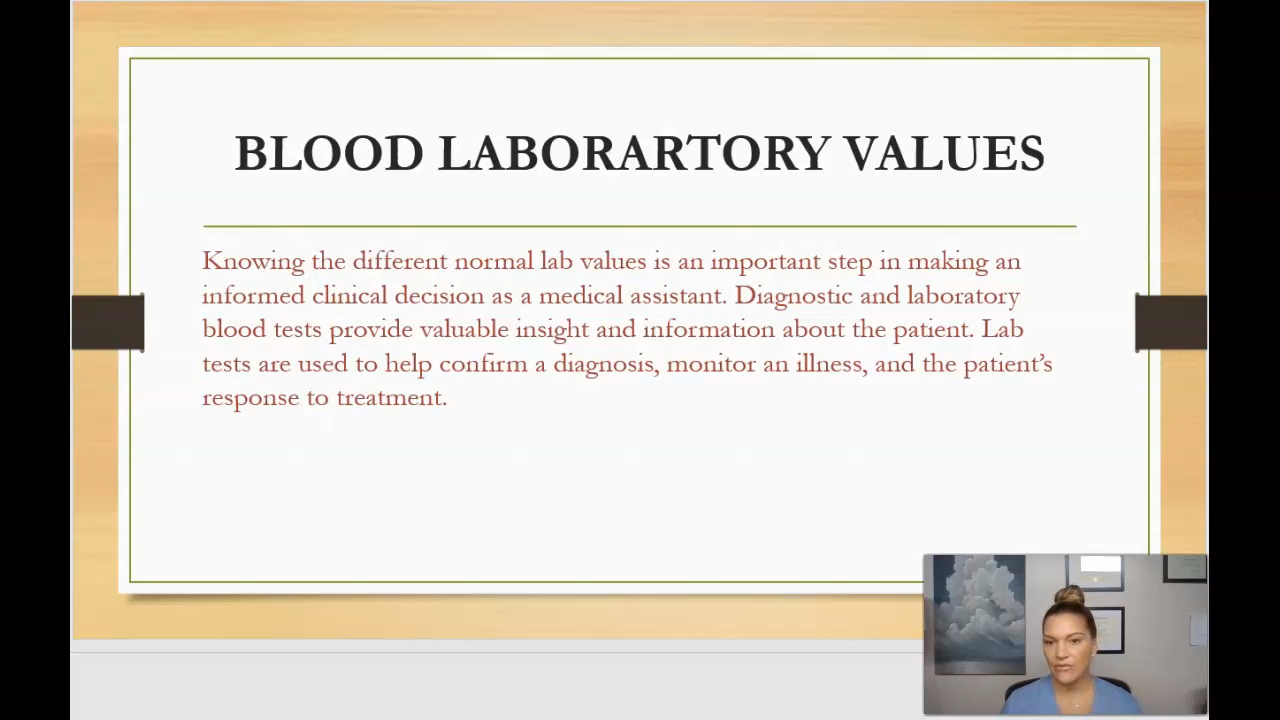 BLOOD LABORARTORY VALUES
Knowing the different normal lab values is an important step in making an
informed clinical decision as a medical assistant. Diagnostic and laboratory
blood tests provide valuable insight and information about the patient. Lab
tests are used to help confirm a diagnosis, monitor an illness, and the patient’s
response to treatment.